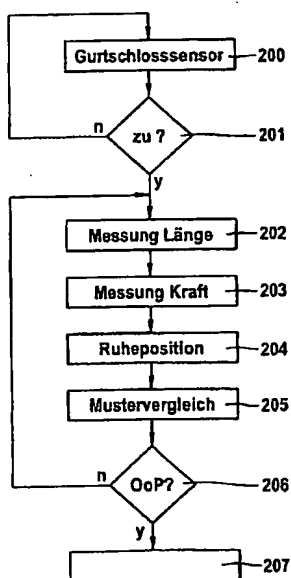 Gurtschlosssensor 200
n zu ? 201
y
Messung Länge 202
Messung Kraft 203
Ruheposition 204
Mustervergleich 205
n OoP? 206
y
207